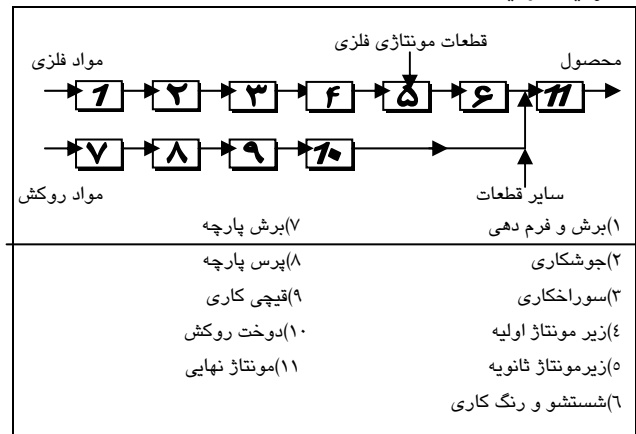 قطعات مونتاژی فلزی
مواد فلزی
محصول
۱ ۲ ۳ ۴ ۵ ۶ ۱۱
۷ ۸ ۹ ۱۰
مواد روکش
سایر قطعات
۱)برش و فرم دهی
۷)برش پارچه
۲)جوشکاری
۸)پرس پارچه
۳)سوراخکاری
۹)قیچی کاری
٤)زیر مونتاژ اولیه
۱۰)دوخت روکش
٥)زیرمونتاژ ثانویه
۱۱)مونتاژ نهایی
٦)شستشو و رنگ کاری